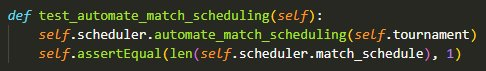 def test_automate_match_scheduling(self):
    self.scheduler.automate_match_scheduling(self.tournament)
    self.assertEqual(len(self.scheduler.match_schedule), 1)